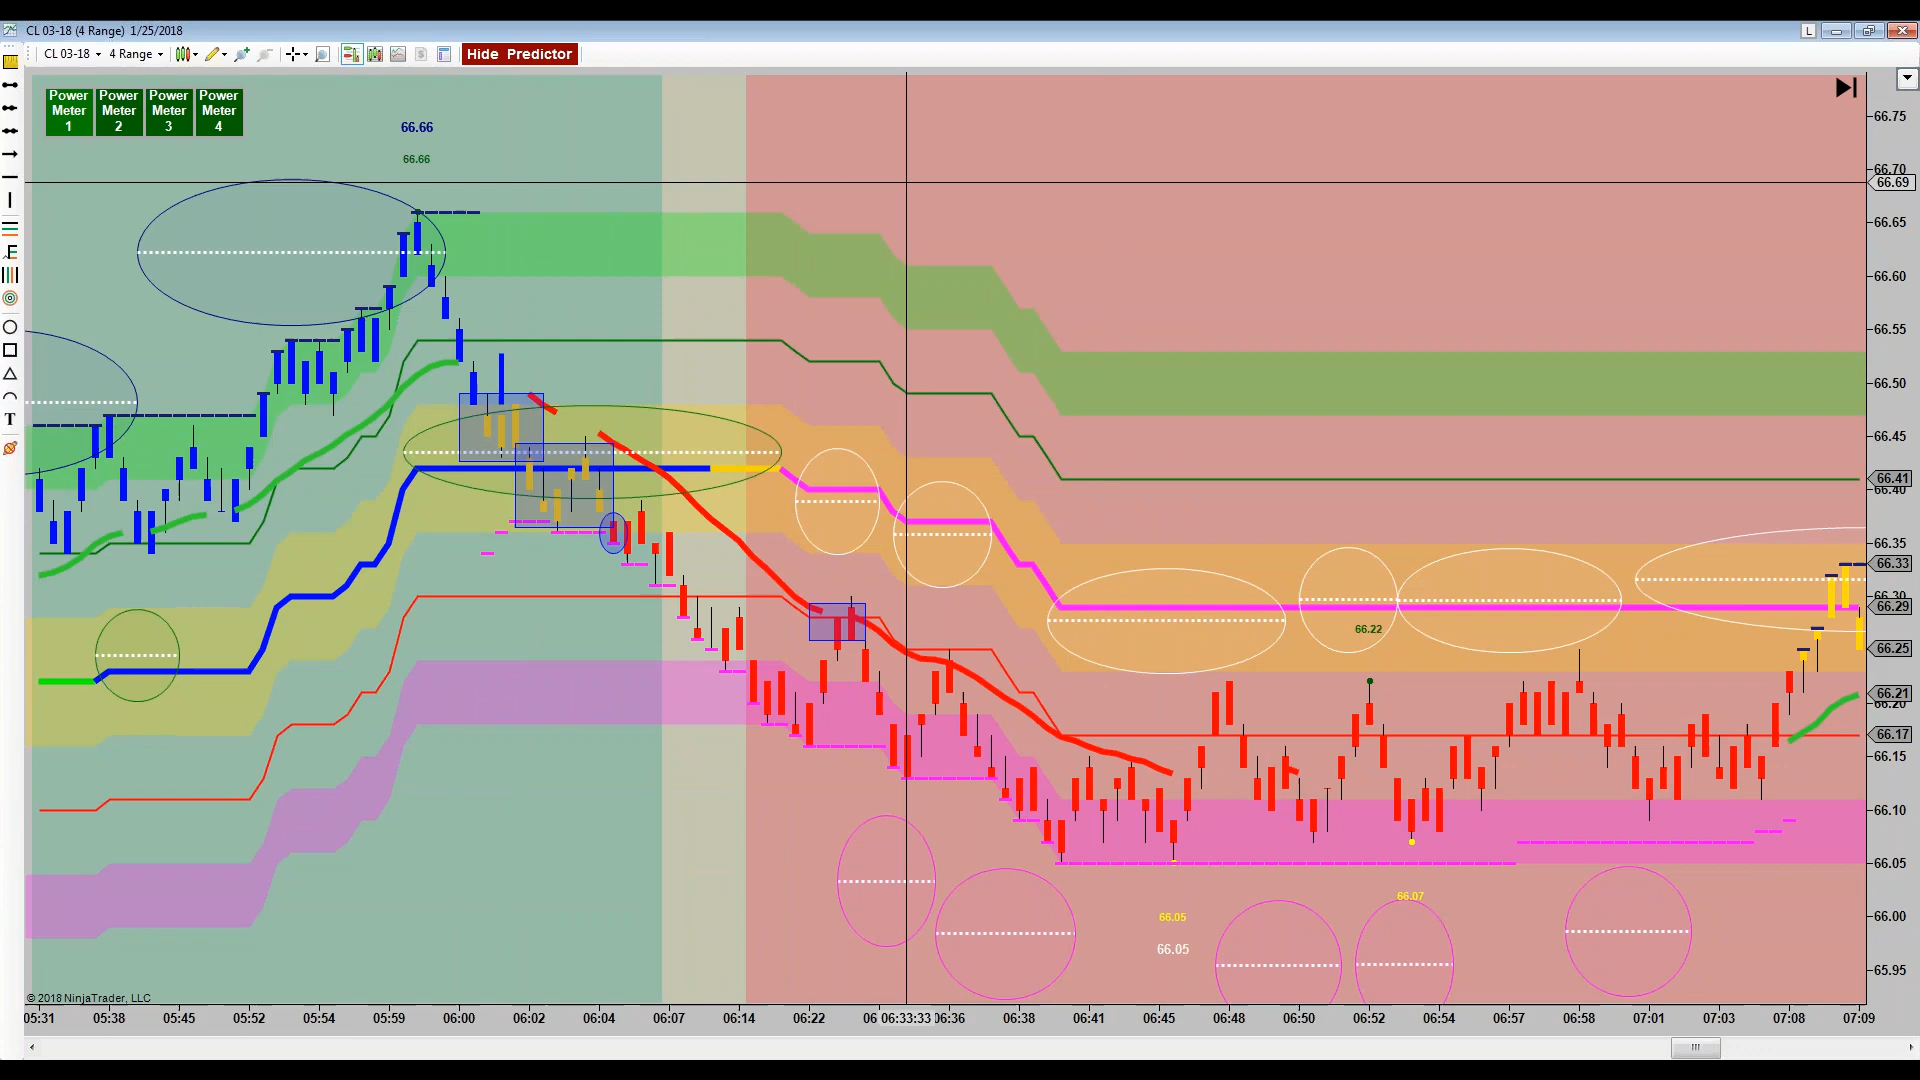 CL 03-18 (4 Range) 1/25/2018
L
CL 03-18 4 Range Hide Predictor
Power Meter 1
Power Meter 2
Power Meter 3
Power Meter 4
66.66
66.66
66.75
66.70
66.69
66.65
66.60
66.55
66.50
66.45
66.41
66.40
66.35
66.33
66.30
66.29
66.25
66.21
66.20
66.17
66.15
66.10
66.05
66.00
65.95
66.22
66.05
66.05
66.07
F
T
© 2018 NinjaTrader, LLC
05:31 05:38 05:45 05:52 05:54 05:59 06:00 06:02 06:04 06:07 06:14 06:22 06:33:33 06:36 06:38 06:41 06:45 06:48 06:50 06:52 06:54 06:57 06:58 07:01 07:03 07:08 07:09